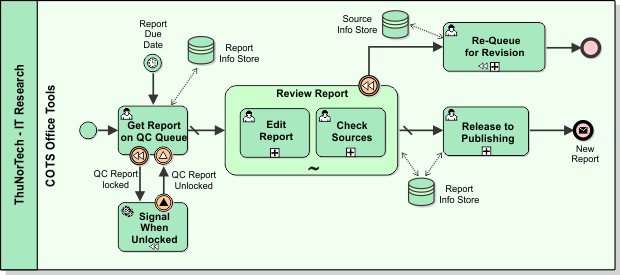 ThuNorTech - IT Research
COTS Office Tools
Report
Due
Date
Report
Info Store
Source
Info Store
Re-Queue
for Revision
Review Report
Get Report
on QC Queue
Edit
Report
Check
Sources
Release to
Publishing
New
Report
QC Report
locked
QC Report
Unlocked
Report
Info Store
Signal
When
Unlocked